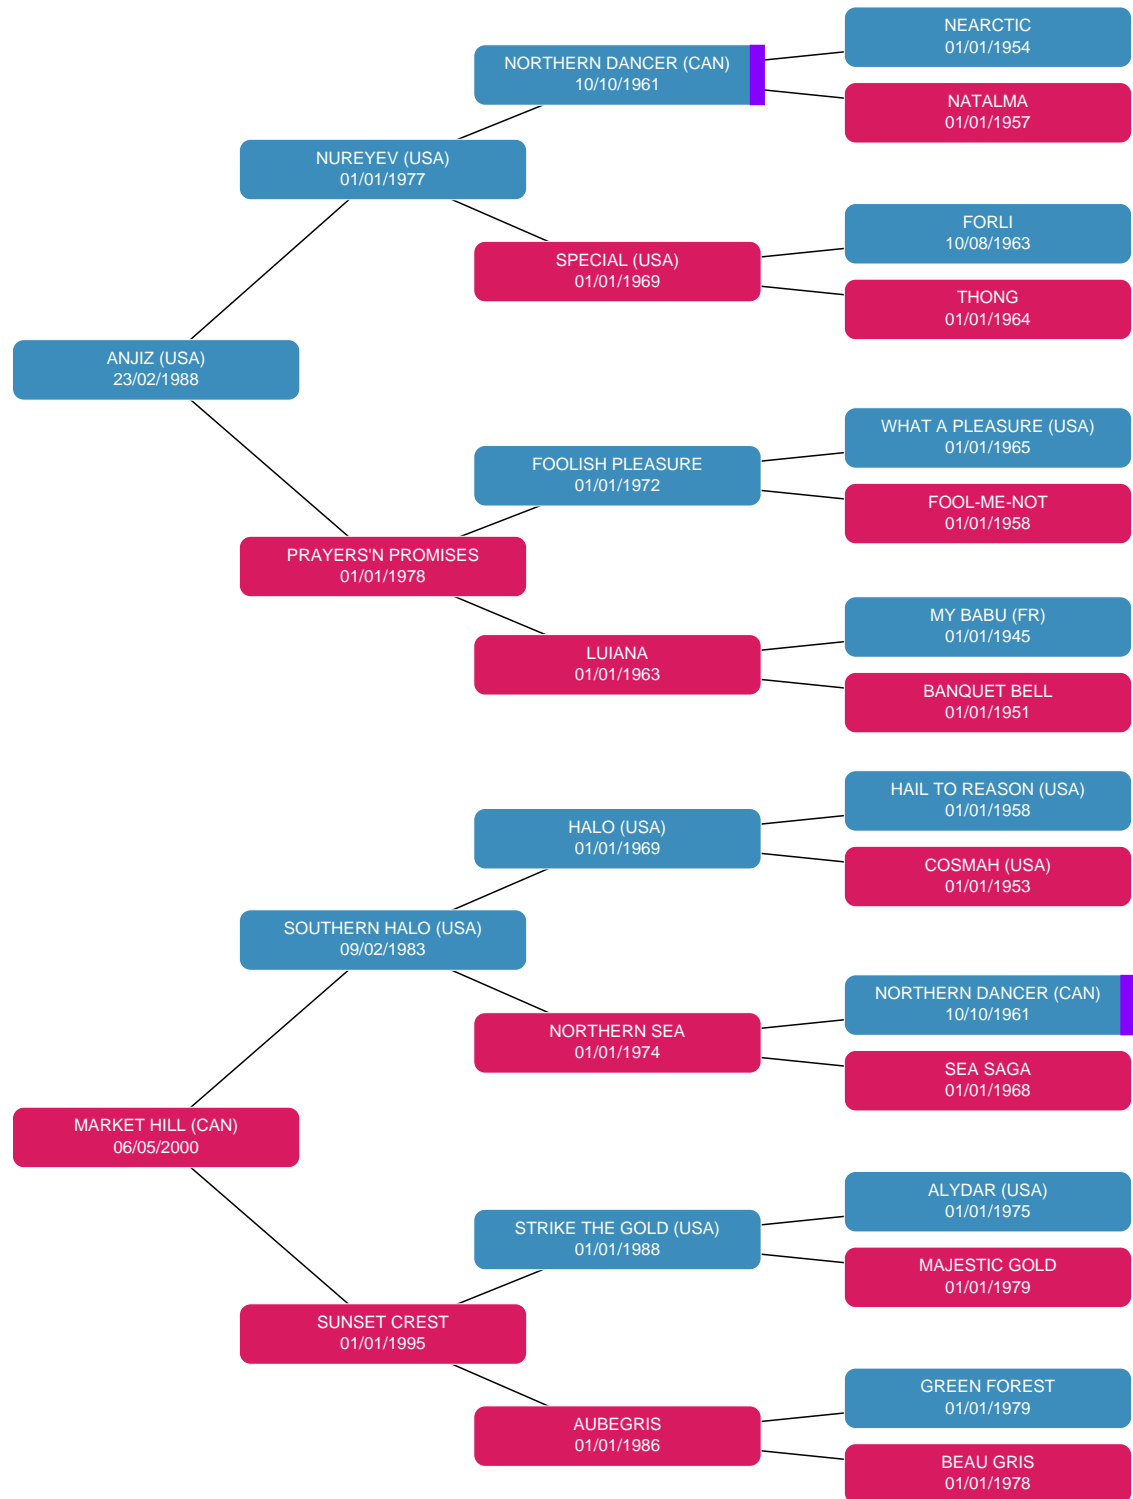 NEARCTIC
01/01/1954
NORTHERN DANCER (CAN)
10/10/1961
NATALMA
01/01/1957
NUREYEV (USA)
01/01/1977
FORLI
10/08/1963
SPECIAL (USA)
01/01/1969
THONG
01/01/1964
ANJIZ (USA)
23/02/1988
WHAT A PLEASURE (USA)
01/01/1965
FOOLISH PLEASURE
01/01/1972
FOOL-ME-NOT
01/01/1958
PRAYERS'N PROMISES
01/01/1978
MY BABU (FR)
01/01/1945
LUIANA
01/01/1963
BANQUET BELL
01/01/1951
HAIL TO REASON (USA)
01/01/1958
HALO (USA)
01/01/1969
COSMAH (USA)
01/01/1953
SOUTHERN HALO (USA)
09/02/1983
NORTHERN DANCER (CAN)
10/10/1961
NORTHERN SEA
01/01/1974
SEA SAGA
01/01/1968
MARKET HILL (CAN)
06/05/2000
ALYDAR (USA)
01/01/1975
STRIKE THE GOLD (USA)
01/01/1988
MAJESTIC GOLD
01/01/1979
SUNSET CREST
01/01/1995
GREEN FOREST
01/01/1979
AUBEGRIS
01/01/1986
BEAU GRIS
01/01/1978